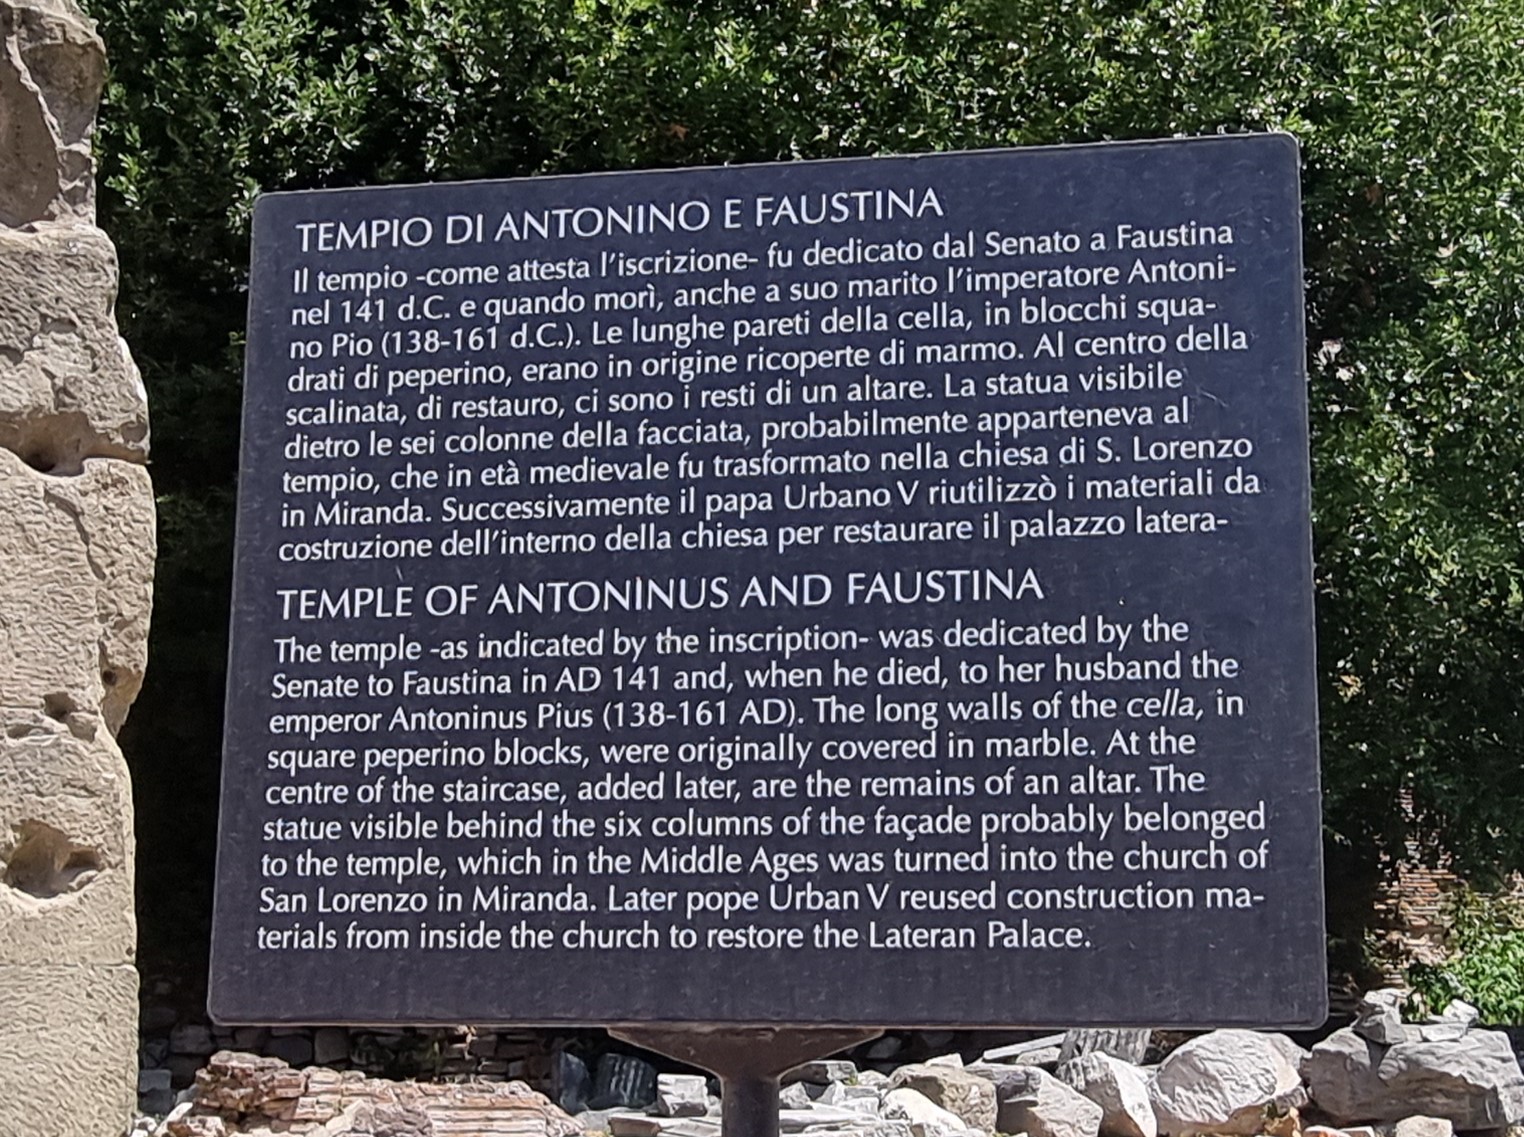 TEMPIO DI ANTONINO E FAUSTINA
Il tempio -come attesta l'iscrizione- fu dedicato dal Senato a Faustina
nel 141 d.C. e quando morì, anche a suo marito l'imperatore Antoni-
no Pio (138-161 d.C.). Le lunghe pareti della cella, in blocchi squa-
drati di peperino, erano in origine ricoperte di marmo. Al centro della
scalinata, di restauro, ci sono i resti di un altare. La statua visibile
dietro le sei colonne della facciata, probabilmente apparteneva al
tempio, che in età medievale fu trasformato nella chiesa di S. Lorenzo
in Miranda. Successivamente il papa Urbano V riutilizzò i materiali da
costruzione dell'interno della chiesa per restaurare il palazzo latera-
TEMPLE OF ANTONINUS AND FAUSTINA
The temple -as indicated by the inscription- was dedicated by the
Senate to Faustina in AD 141 and, when he died, to her husband the
emperor Antoninus Pius (138-161 AD). The long walls of the cella, in
square peperino blocks, were originally covered in marble. At the
centre of the staircase, added later, are the remains of an altar. The
statue visible behind the six columns of the façade probably belonged
to the temple, which in the Middle Ages was turned into the church of
San Lorenzo in Miranda. Later pope Urban V reused construction ma-
terials from inside the church to restore the Lateran Palace.